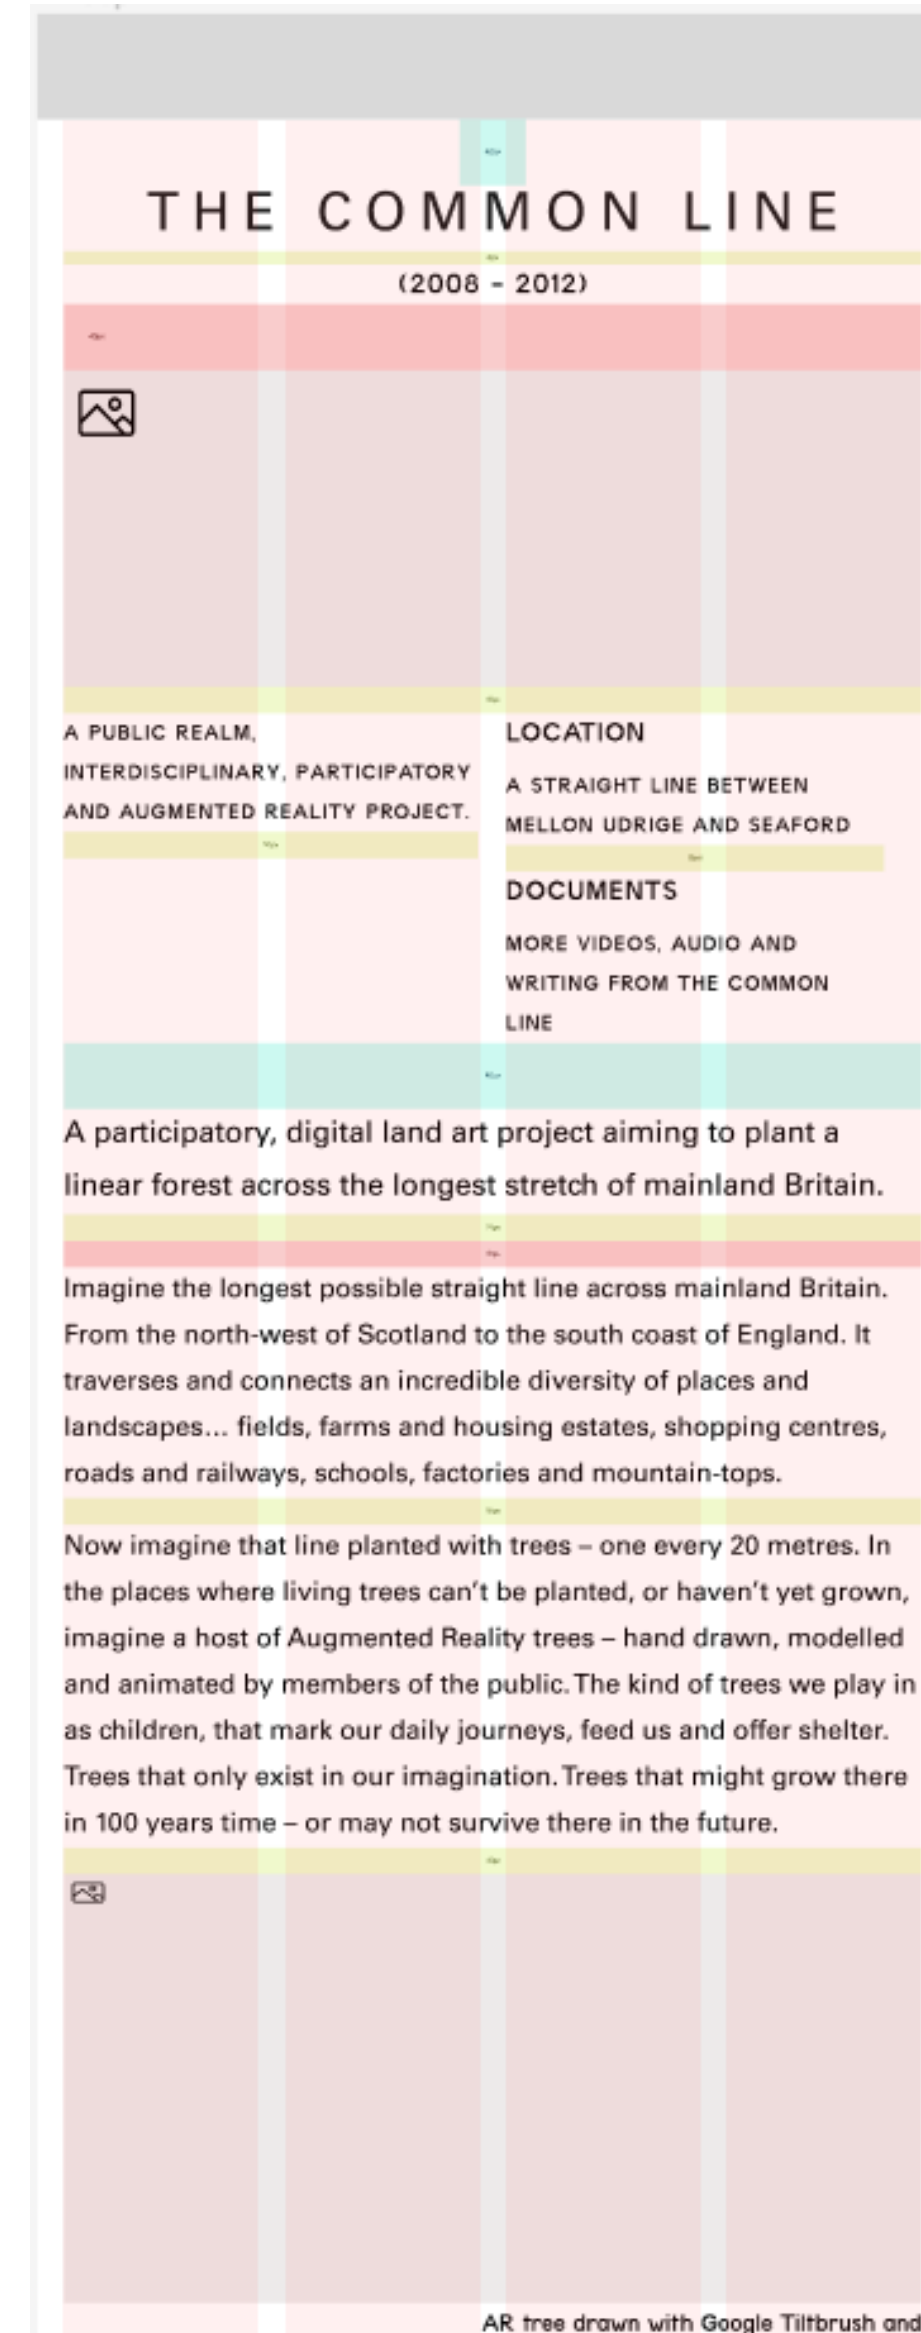 THE COMMON LINE
(2008 – 2012)
A PUBLIC REALM,
INTERDISCIPLINARY, PARTICIPATORY
AND AUGMENTED REALITY PROJECT.
LOCATION
A STRAIGHT LINE BETWEEN
MELLON UDRIGE AND SEAFORD
DOCUMENTS
MORE VIDEOS, AUDIO AND
WRITING FROM THE COMMON
LINE
A participatory, digital land art project aiming to plant a
linear forest across the longest stretch of mainland Britain.
Imagine the longest possible straight line across mainland Britain.
From the north-west of Scotland to the south coast of England. It
traverses and connects an incredible diversity of places and
landscapes... fields, farms and housing estates, shopping centres,
roads and railways, schools, factories and mountain-tops.
Now imagine that line planted with trees – one every 20 metres. In
the places where living trees can't be planted, or haven't yet grown,
imagine a host of Augmented Reality trees – hand drawn, modelled
and animated by members of the public. The kind of trees we play in
as children, that mark our daily journeys, feed us and offer shelter.
Trees that only exist in our imagination. Trees that might grow there
in 100 years time – or may not survive there in the future.
AR tree drawn with Google Tiltbrush and